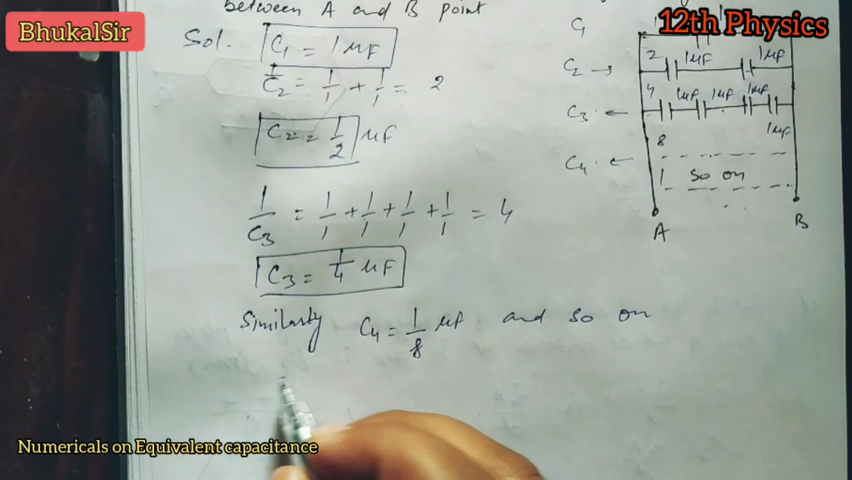 between A and B point
BhukalSir
12th Physics
Sol. C₁ = 1μF
1/C₂ = 1/1 + 1/1 = 2
C₂ = 1/2 μF
1/C₃ = 1/1 + 1/1 + 1/1 + 1/1 = 4
C₃ = 1/4 μF
Similarly C₄ = 1/8 μF and so on
C₁ 1
C₂ → 2 1μF 1μF
C₃ ← 4 1μF 1μF 1μF 1μF
C₄ ← 8
1 so on
A B
Numericals on Equivalent capacitance